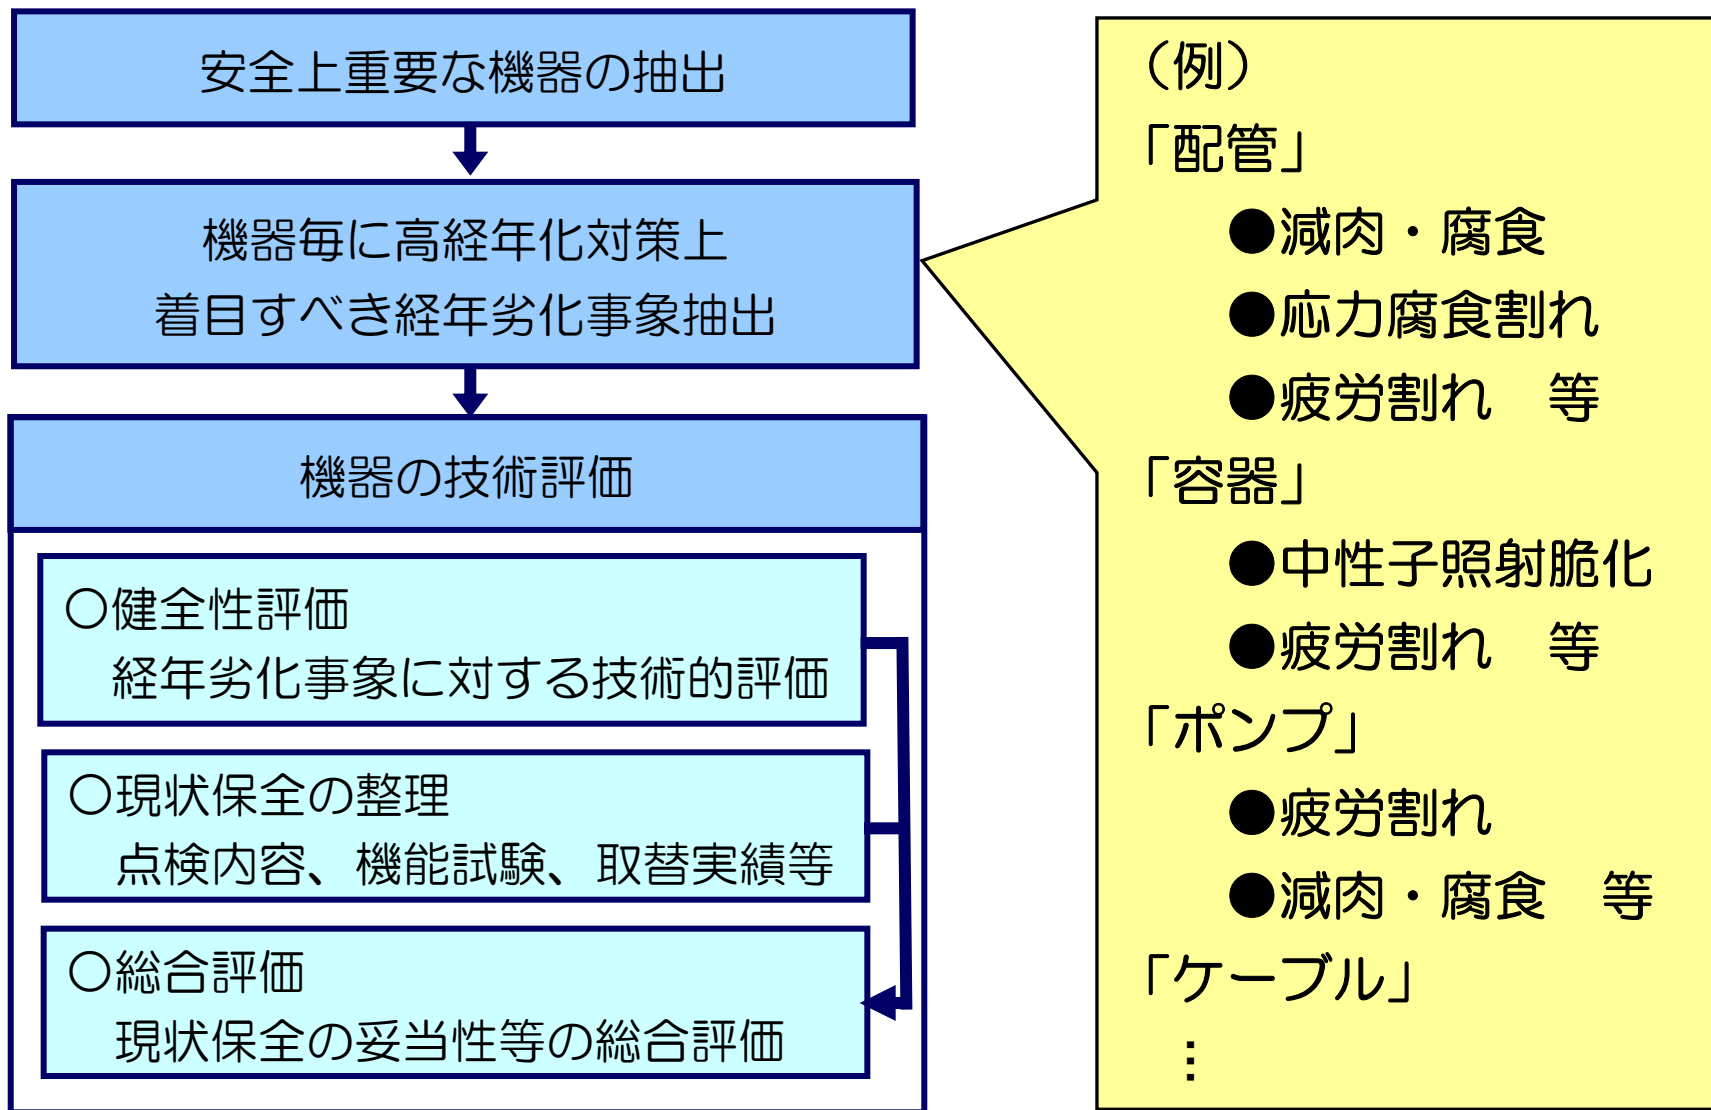 安全上重要な機器の抽出
機器毎に高経年化対策上
着目すべき経年劣化事象抽出
機器の技術評価
○健全性評価
経年劣化事象に対する技術的評価
○現状保全の整理
点検内容、機能試験、取替実績等
○総合評価
現状保全の妥当性等の総合評価
（例）
「配管」
●減肉・腐食
●応力腐食割れ
●疲労割れ　等
「容器」
●中性子照射脆化
●疲労割れ　等
「ポンプ」
●疲労割れ
●減肉・腐食　等
「ケーブル」
…